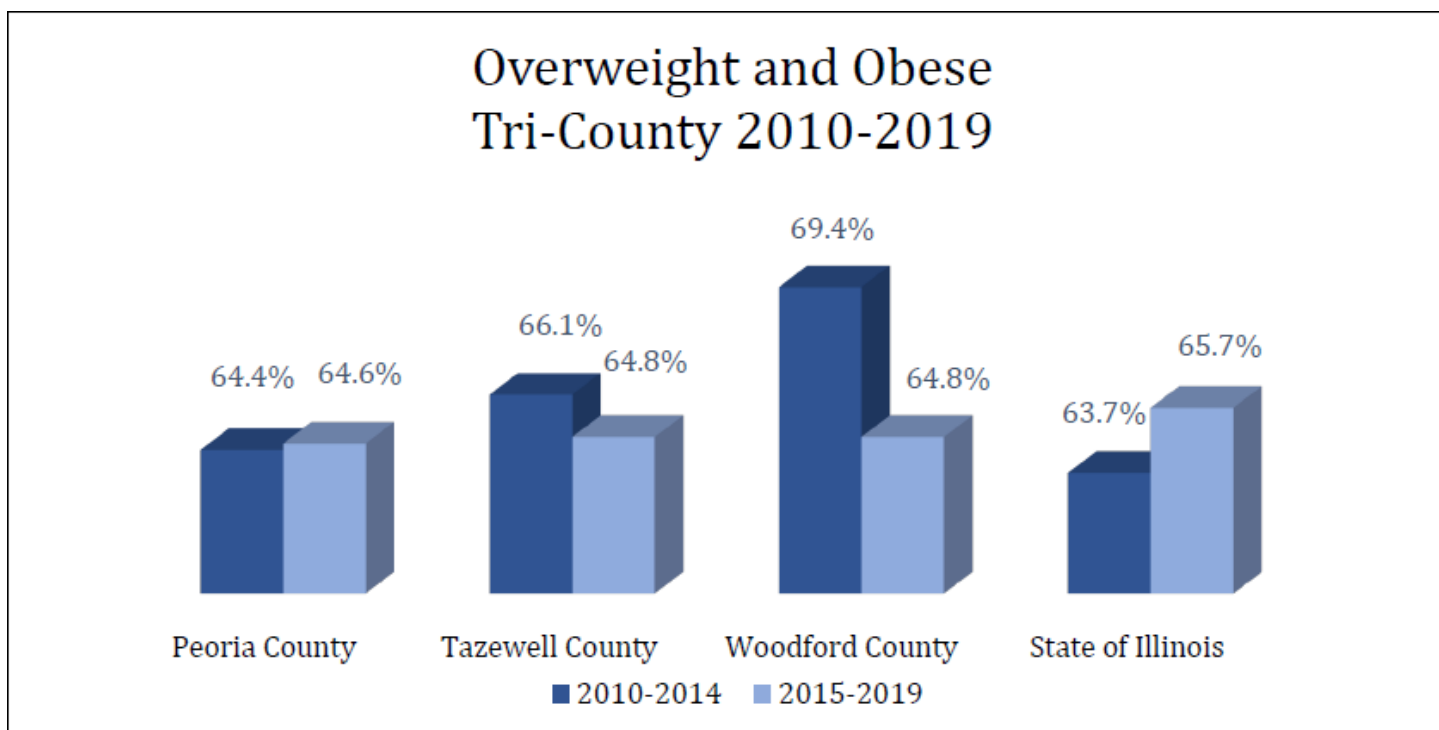 Overweight and Obese
Tri-County 2010-2019
69.4%
66.1%
64.4%
64.6%
64.8%
64.8%
63.7%
65.7%
Peoria County
Tazewell County
Woodford County
State of Illinois
2010-2014
2015-2019